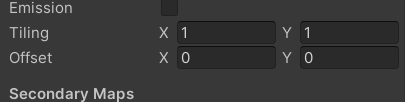 Emission
Tiling X 1 Y 1
Offset X 0 Y 0
Secondary Maps